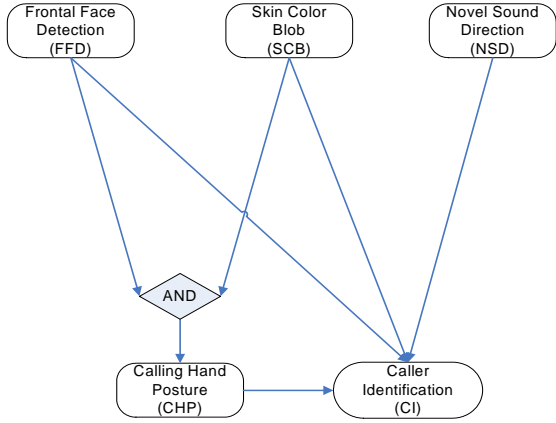 Frontal Face
Detection
(FFD)
Skin Color
Blob
(SCB)
Novel Sound
Direction
(NSD)
AND
Calling Hand
Posture
(CHP)
Caller
Identification
(CI)